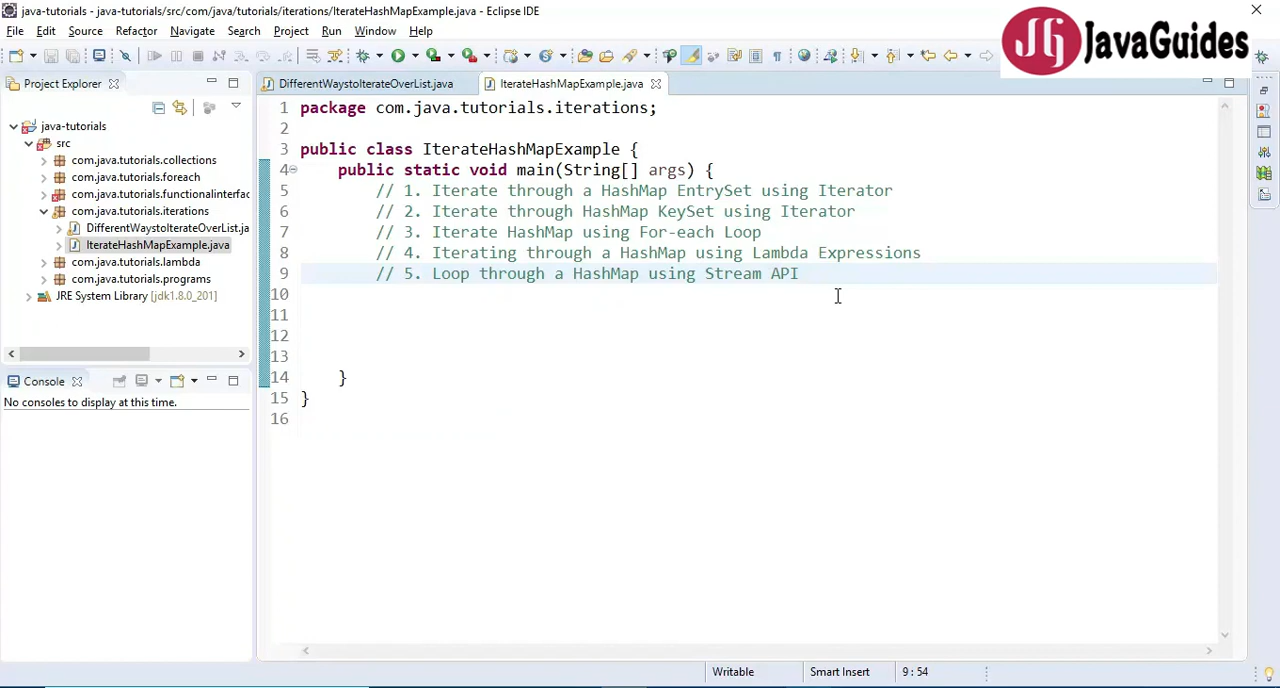 java-tutorials - java-tutorials/src/com/java/tutorials/iterations/IterateHashMapExample.java - Eclipse IDE
JG JavaGuides
File Edit Source Refactor Navigate Search Project Run Window Help
Project Explorer
DifferentWaystoIterateOverList.java
IterateHashMapExample.java
java-tutorials
src
com.java.tutorials.collections
com.java.tutorials.foreach
com.java.tutorials.functionalinterfac
com.java.tutorials.iterations
DifferentWaystoIterateOverList.ja
IterateHashMapExample.java
com.java.tutorials.lambda
com.java.tutorials.programs
JRE System Library [jdk1.8.0_201]
Console
No consoles to display at this time.
1 package com.java.tutorials.iterations;
2
3 public class IterateHashMapExample {
4 public static void main(String[] args) {
5 // 1. Iterate through a HashMap EntrySet using Iterator
6 // 2. Iterate through HashMap KeySet using Iterator
7 // 3. Iterate HashMap using For-each Loop
8 // 4. Iterating through a HashMap using Lambda Expressions
9 // 5. Loop through a HashMap using Stream API
10
11
12
13
14 }
15 }
16
Writable Smart Insert 9 : 54